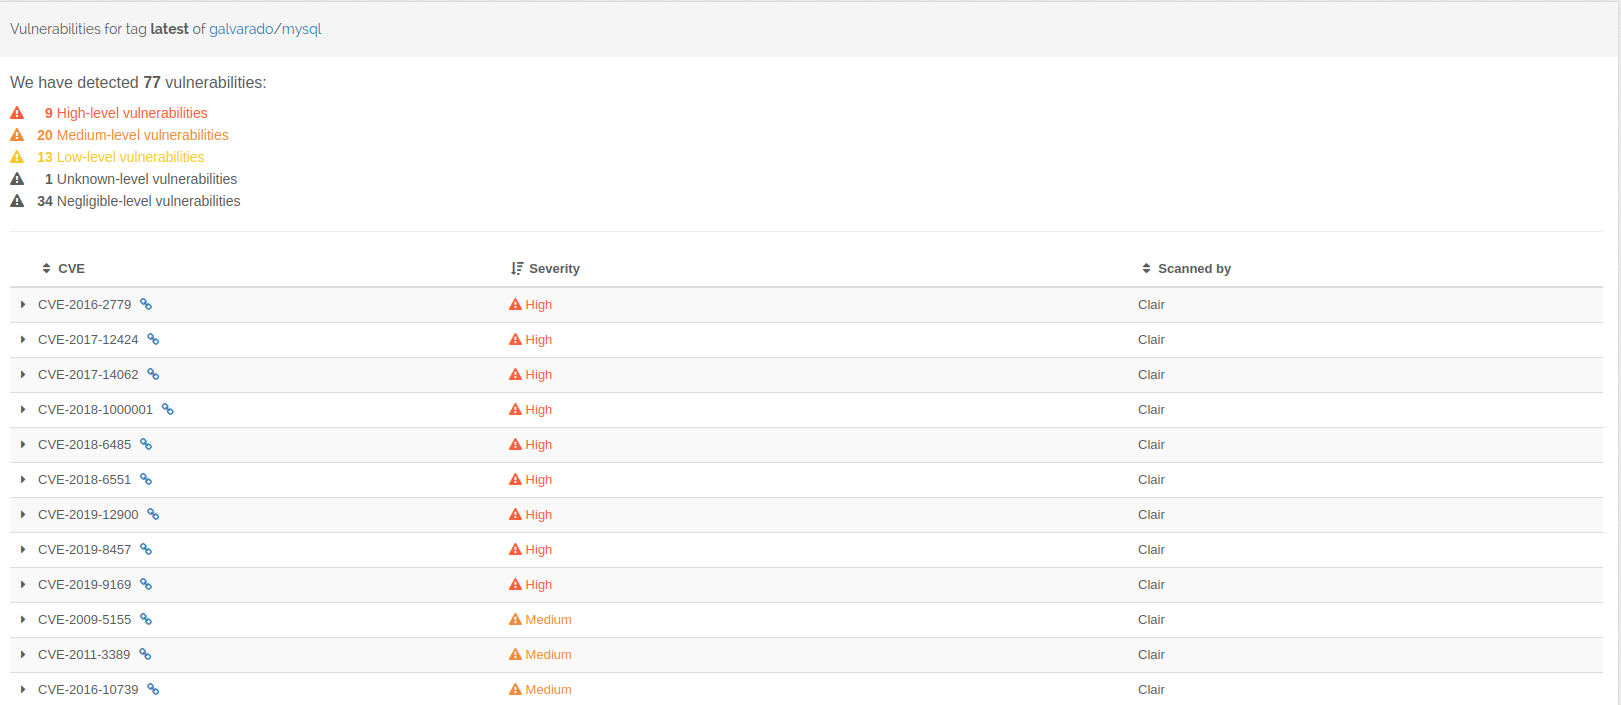 Vulnerabilities for tag latest of galvarado/mysql
We have detected 77 vulnerabilities:
9 High-level vulnerabilities
20 Medium-level vulnerabilities
13 Low-level vulnerabilities
1 Unknown-level vulnerabilities
34 Negligible-level vulnerabilities
CVE Severity Scanned by
CVE-2016-2779 High Clair
CVE-2017-12424 High Clair
CVE-2017-14062 High Clair
CVE-2018-1000001 High Clair
CVE-2018-6485 High Clair
CVE-2018-6551 High Clair
CVE-2019-12900 High Clair
CVE-2019-8457 High Clair
CVE-2019-9169 High Clair
CVE-2009-5155 Medium Clair
CVE-2011-3389 Medium Clair
CVE-2016-10739 Medium Clair